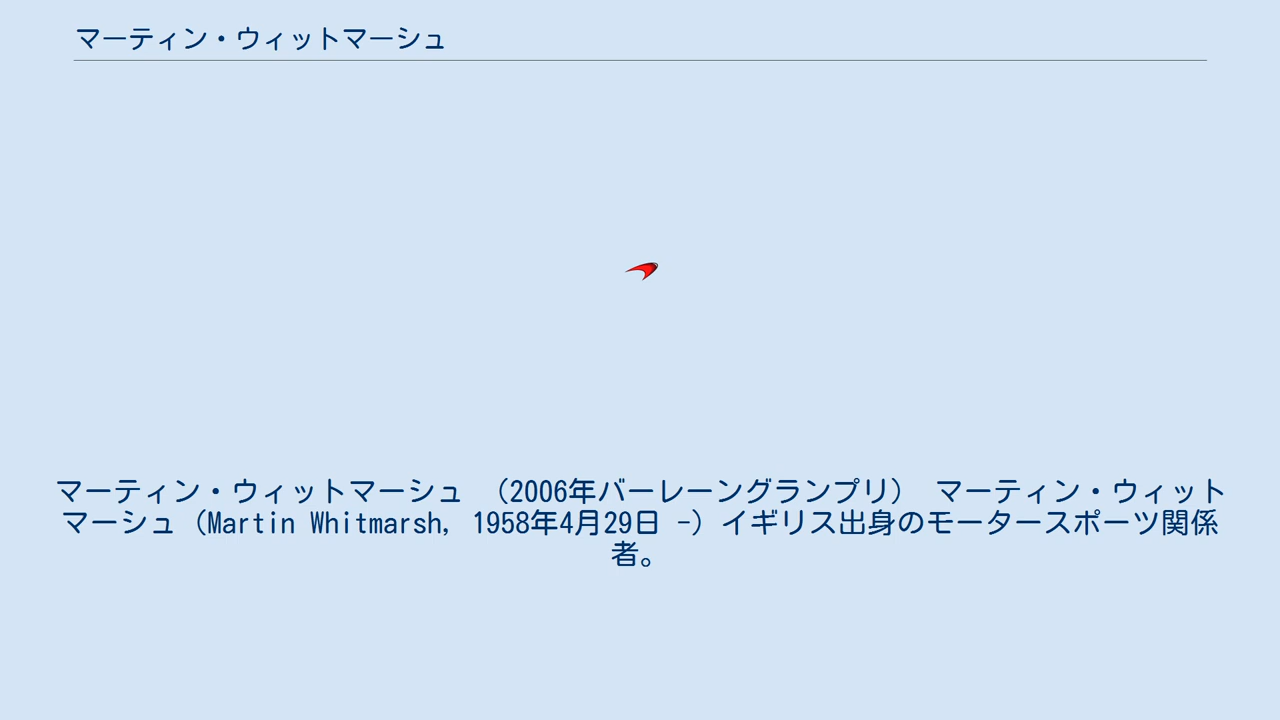 マーティン・ウィットマーシュ
マーティン・ウィットマーシュ （2006年バーレーングランプリ） マーティン・ウィット
マーシュ（Martin Whitmarsh, 1958年4月29日 -）イギリス出身のモータースポーツ関係
者。